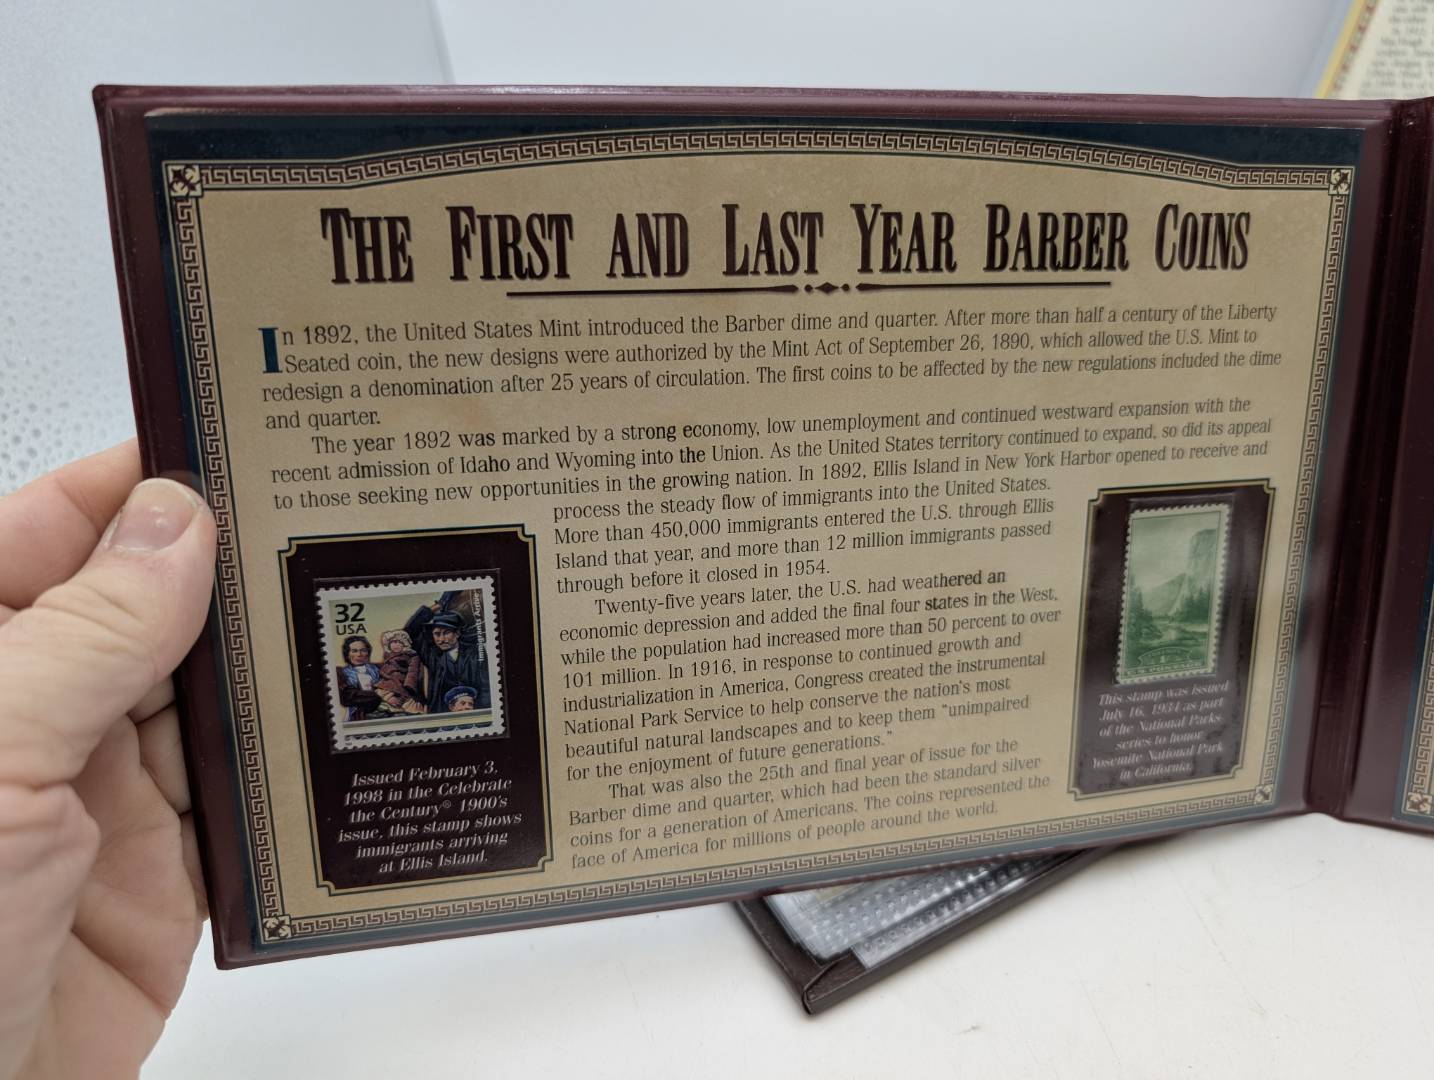 THE FIRST AND LAST YEAR BARBER COINS
In 1892, the United States Mint introduced the Barber dime and quarter. After more than half a century of the Liberty
Seated coin, the new designs were authorized by the Mint Act of September 26, 1890, which allowed the U.S. Mint to
redesign a denomination after 25 years of circulation. The first coins to be affected by the new regulations included the dime
and quarter.
The year 1892 was marked by a strong economy, low unemployment and continued westward expansion with the
recent admission of Idaho and Wyoming into the Union. As the United States territory continued to expand, so did its appeal
to those seeking new opportunities in the growing nation. In 1892, Ellis Island in New York Harbor opened to receive and
process the steady flow of immigrants into the United States.
More than 450,000 immigrants entered the U.S. through Ellis
Island that year, and more than 12 million immigrants passed
through before it closed in 1954.
Twenty-five years later, the U.S. had weathered an
economic depression and added the final four states in the West,
while the population had increased more than 50 percent to over
101 million. In 1916, in response to continued growth and
industrialization in America, Congress created the instrumental
National Park Service to help conserve the nation's most
beautiful natural landscapes and to keep them "unimpaired
for the enjoyment of future generations."
That was also the 25th and final year of issue for the
Barber dime and quarter, which had been the standard silver
coins for a generation of Americans. The coins represented the
face of America for millions of people around the world.
32
USA
Immigrants Arrive
Issued February 3,
1998 in the Celebrate
the Century® 1900's
issue, this stamp shows
immigrants arriving
at Ellis Island.
U.S. POSTAGE
This stamp was issued
July 16, 1934 as part
of the National Parks
series to honor
Yosemite National Park
in California.